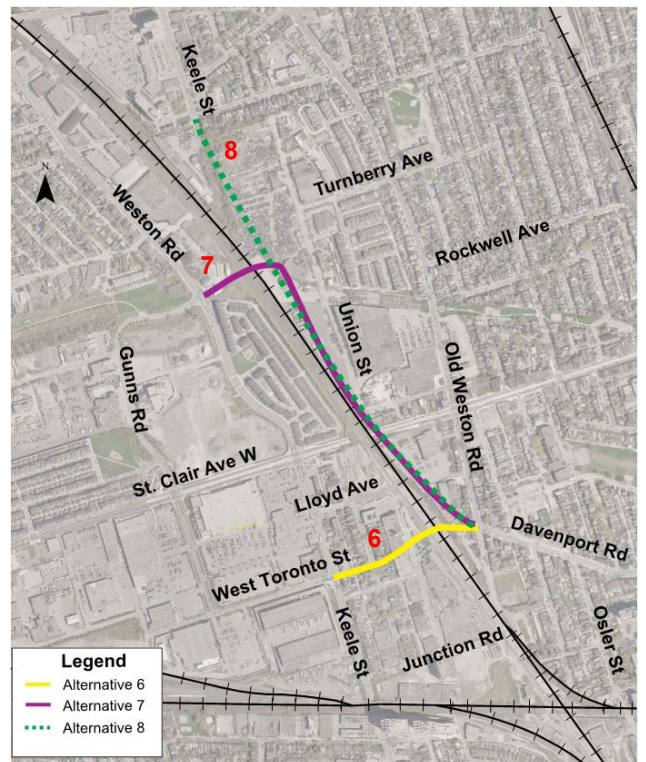 Keele St
8
Turnberry Ave
N
Weston Rd
Rockwell Ave
7
Union St
Gunns Rd
Old Weston Rd
St. Clair Ave W
Lloyd Ave
6
Davenport Rd
West Toronto St
Osler St
Keele St
Junction Rd
Legend
Alternative 6
Alternative 7
Alternative 8